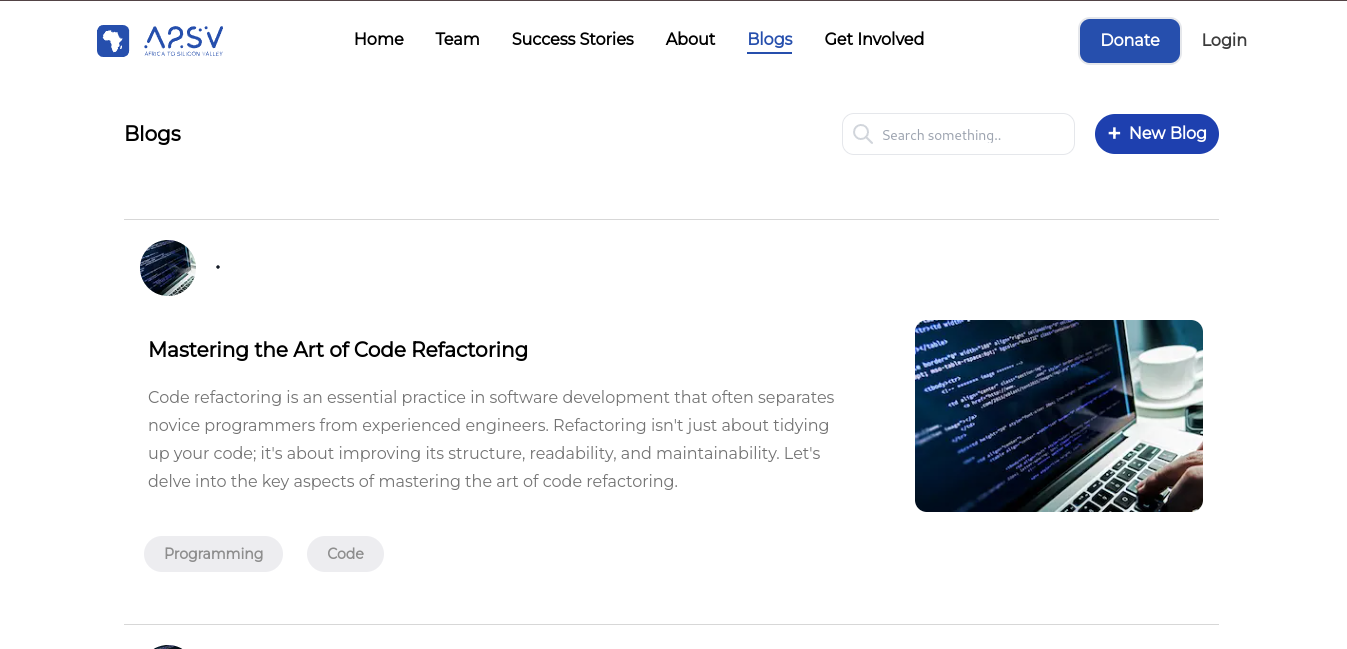 A2SV
AFRICA TO SILICON VALLEY
Home
Team
Success Stories
About
Blogs
Get Involved
Donate
Login
Blogs
Search something..
+ New Blog
Mastering the Art of Code Refactoring
Code refactoring is an essential practice in software development that often separates
novice programmers from experienced engineers. Refactoring isn't just about tidying
up your code; it's about improving its structure, readability, and maintainability. Let's
delve into the key aspects of mastering the art of code refactoring.
Programming
Code